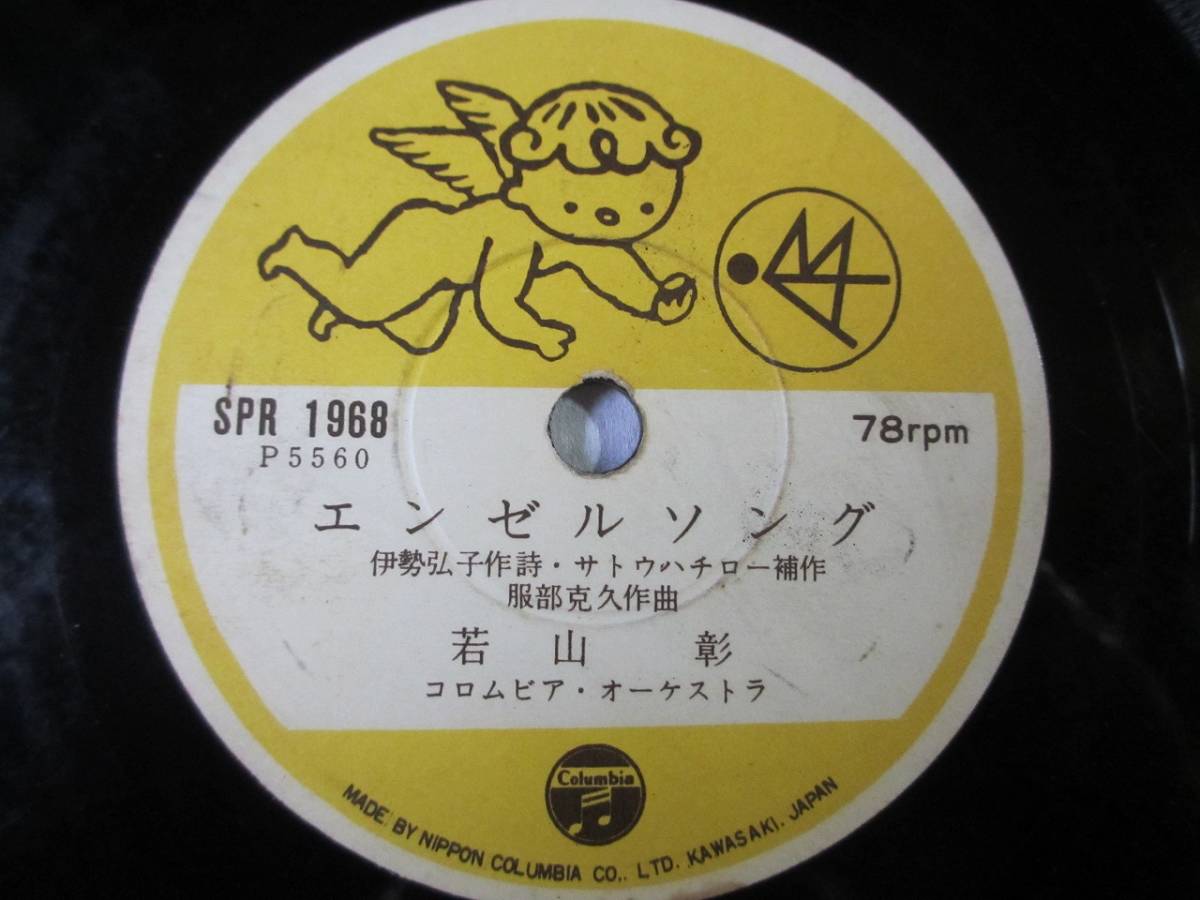 SPR 1968
P5560
78rpm
エンゼルソング
伊勢弘子作詩・サトウハチロー補作
服部克久作曲
若山 彰
コロムビア・オーケストラ
Columbia
MADE BY NIPPON COLUMBIA CO., LTD. KAWASAKI. JAPAN